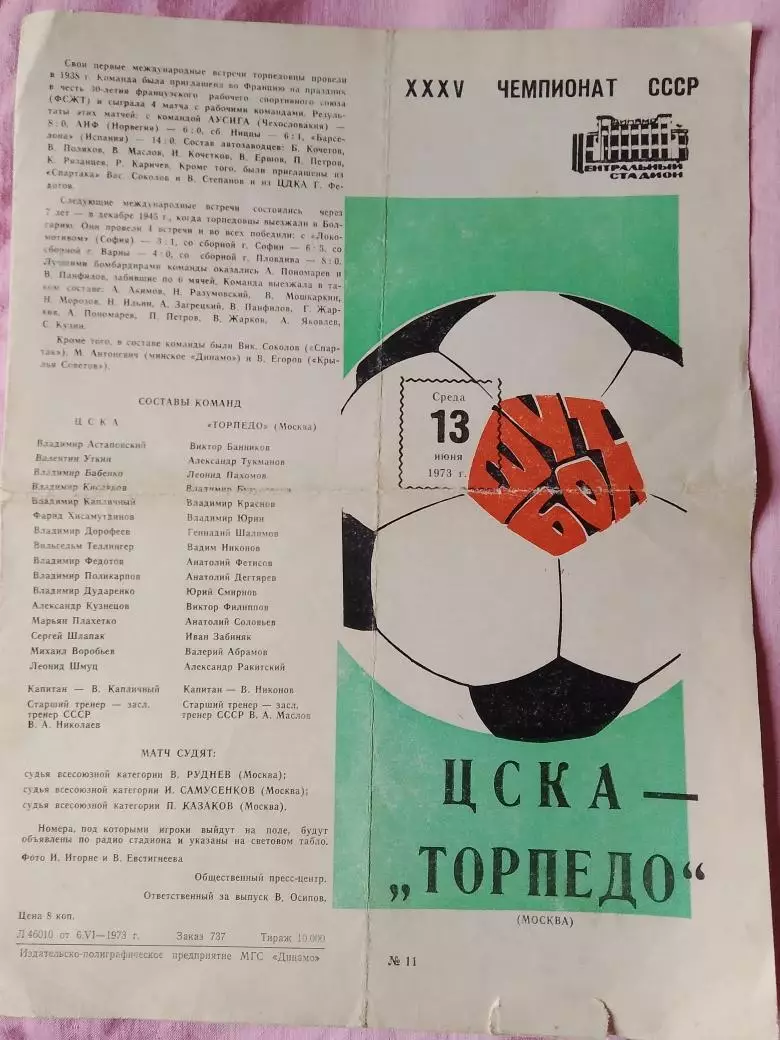 Свои первые международные встречи торпедовцы провели
в 1938 г. Команда была приглашена во Францию на праздник
в честь 30-летия французского рабочего спортивного союза
(ФСЖТ) и сыграла 4 матча с рабочими командами. Резуль-
таты этих матчей: с командой АУСИГА (Чехословакия) —
8:0, АИФ (Норвегия) — 6:0, сб. Ниццы — 6:1, «Барсе-
лона» (Испания) — 14:0. Состав автозаводцев: Б. Кочетов,
В. Поляков, В. Маслов, Н. Кочетков, В. Ершов, П. Петров,
К. Рязанцев, Р. Каричев. Кроме того, были приглашены из
«Спартака» Вас. Соколов и В. Степанов и из ЦДКА Г. Фе-
дотов.
Следующие международные встречи состоялись через
7 лет — в декабре 1945 г., когда торпедовцы выезжали в Бол-
гарию. Они провели 4 встречи и во всех победили: с «Локо-
мотивом» (София) — 3:1, со сборной г. Софии — 6:3, со
сборной г. Варны — 4:0, со сборной г. Пловдива — 8:0.
Лучшими бомбардирами команды оказались А. Пономарев и
В. Панфилов, забившие по 6 мячей. Команда выезжала в та-
ком составе: А. Акимов, Н. Разумовский, В. Мошкаркин,
Н. Морозов, Н. Ильин, А. Загрецкий, В. Панфилов, Г. Жар-
ков, А. Пономарев, П. Петров, В. Жарков, А. Яковлев,
С. Кузин.
Кроме того, в составе команды были Вик. Соколов («Спар-
так»), М. Антоневич (минское «Динамо») и В. Егоров («Кры-
лья Советов»).
СОСТАВЫ КОМАНД
ЦСКА «ТОРПЕДО» (Москва)
Владимир Астаповский Виктор Банников
Валентин Уткин Александр Тукманов
Владимир Бабенко Леонид Пахомов
Владимир Кисляков Владимир
Владимир Капличный Владимир Краснов
Фарид Хисамутдинов Владимир Юрин
Владимир Дорофеев Геннадий Шалимов
Вильгельм Теллингер Вадим Никонов
Владимир Федотов Анатолий Фетисов
Владимир Поликарпов Анатолий Дегтярев
Владимир Дударенко Юрий Смирнов
Александр Кузнецов Виктор Филиппов
Марьян Плахетко Анатолий Соловьев
Сергей Шлапак Иван Забиняк
Михаил Воробьев Валерий Абрамов
Леонид Шмуц Александр Ракитский
Капитан — В. Капличный Капитан — В. Никонов
Старший тренер — засл. Старший тренер — засл.
тренер СССР тренер СССР В. А. Маслов
В. А. Николаев
МАТЧ СУДЯТ:
судья всесоюзной категории В. РУДНЕВ (Москва);
судья всесоюзной категории И. САМУСЕНКОВ (Москва);
судья всесоюзной категории П. КАЗАКОВ (Москва).
Номера, под которыми игроки выйдут на поле, будут
объявлены по радио стадиона и указаны на световом табло.
Фото И. Игорне и В. Евстигнеева
Общественный пресс-центр.
Ответственный за выпуск В. Осипов.
Цена 8 коп.
Л 46010 от 6.VI—1973 г. Заказ 737 Тираж 10 000
Издательско-полиграфическое предприятие МГС «Динамо»
XXXV ЧЕМПИОНАТ СССР
ДИНАМО
ЦЕНТРАЛЬНЫЙ
СТАДИОН
Среда
13
июня
1973 г.
ФУТ
БОЛ
ЦСКА —
„ТОРПЕДО“
(МОСКВА)
№ 11